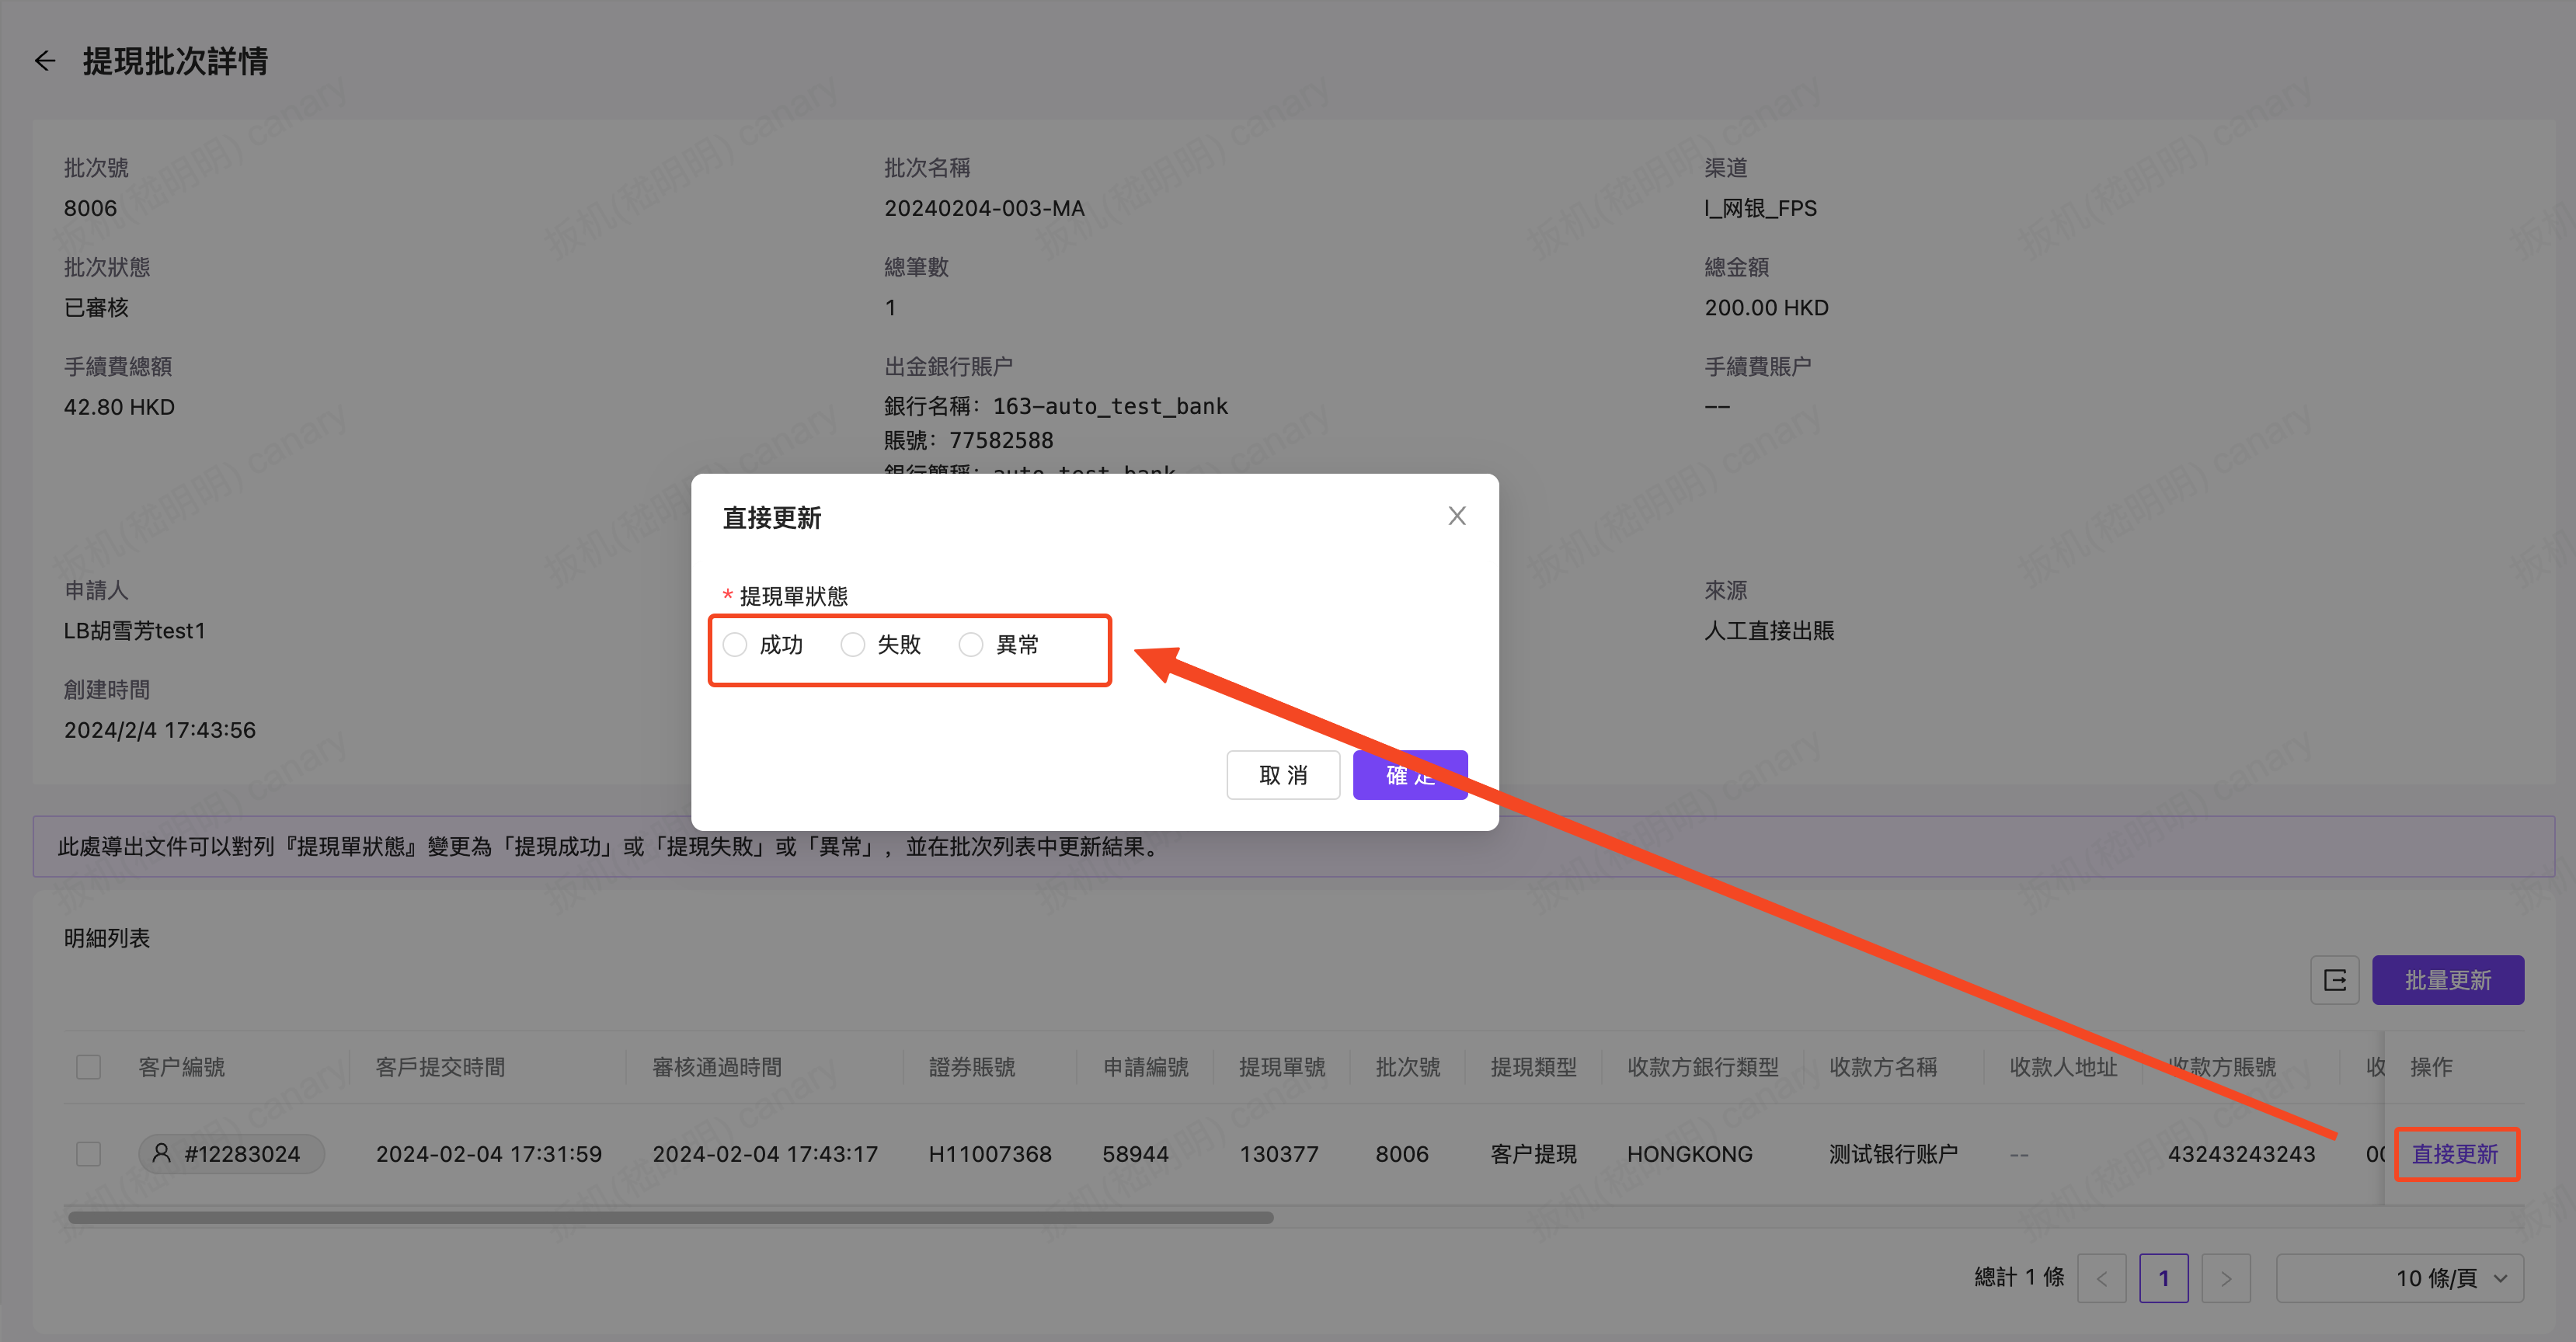 提現批次詳情
批次號
8006
批次名稱
20240204-003-MA
渠道
l_网银_FPS
批次狀態
已審核
總筆數
1
總金額
200.00 HKD
手續費總額
42.80 HKD
出金銀行賬户
銀行名稱: 163-auto_test_bank
賬號: 77582588
銀行簡稱: auto_test_bank
手續費賬户
--
直接更新
* 提現單狀態
成功 失敗 異常
取 消 確 定
申請人
LB胡雪芳test1
來源
人工直接出賬
創建時間
2024/2/4 17:43:56
此處導出文件可以對列『提現單狀態』變更為「提現成功」或「提現失敗」或「異常」, 並在批次列表中更新結果。
明細列表
批量更新
客户編號 客戶提交時間 審核通過時間 證券賬號 申請編號 提現單號 批次號 提現類型 收款方銀行類型 收款方名稱 收款人地址 收款方賬號 收 操作
#12283024 2024-02-04 17:31:59 2024-02-04 17:43:17 H11007368 58944 130377 8006 客户提現 HONGKONG 测试银行账户 -- 43243243243 00 直接更新
總計 1 條 1 10 條/頁
扳机(嵇明明) canary